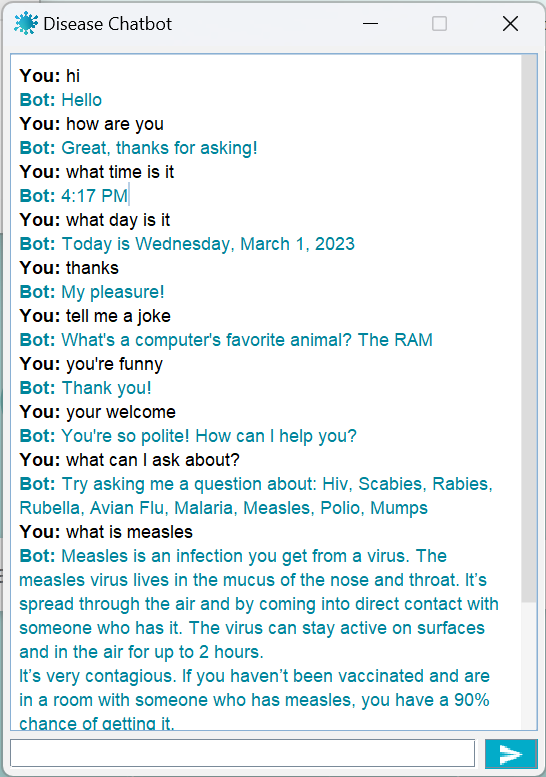 Disease Chatbot
You: hi
Bot: Hello
You: how are you
Bot: Great, thanks for asking!
You: what time is it
Bot: 4:17 PM
You: what day is it
Bot: Today is Wednesday, March 1, 2023
You: thanks
Bot: My pleasure!
You: tell me a joke
Bot: What's a computer's favorite animal? The RAM
You: you're funny
Bot: Thank you!
You: your welcome
Bot: You're so polite! How can I help you?
You: what can I ask about?
Bot: Try asking me a question about: Hiv, Scabies, Rabies,
Rubella, Avian Flu, Malaria, Measles, Polio, Mumps
You: what is measles
Bot: Measles is an infection you get from a virus. The
measles virus lives in the mucus of the nose and throat. It’s
spread through the air and by coming into direct contact with
someone who has it. The virus can stay active on surfaces
and in the air for up to 2 hours.
It’s very contagious. If you haven’t been vaccinated and are
in a room with someone who has measles, you have a 90%
chance of getting it.